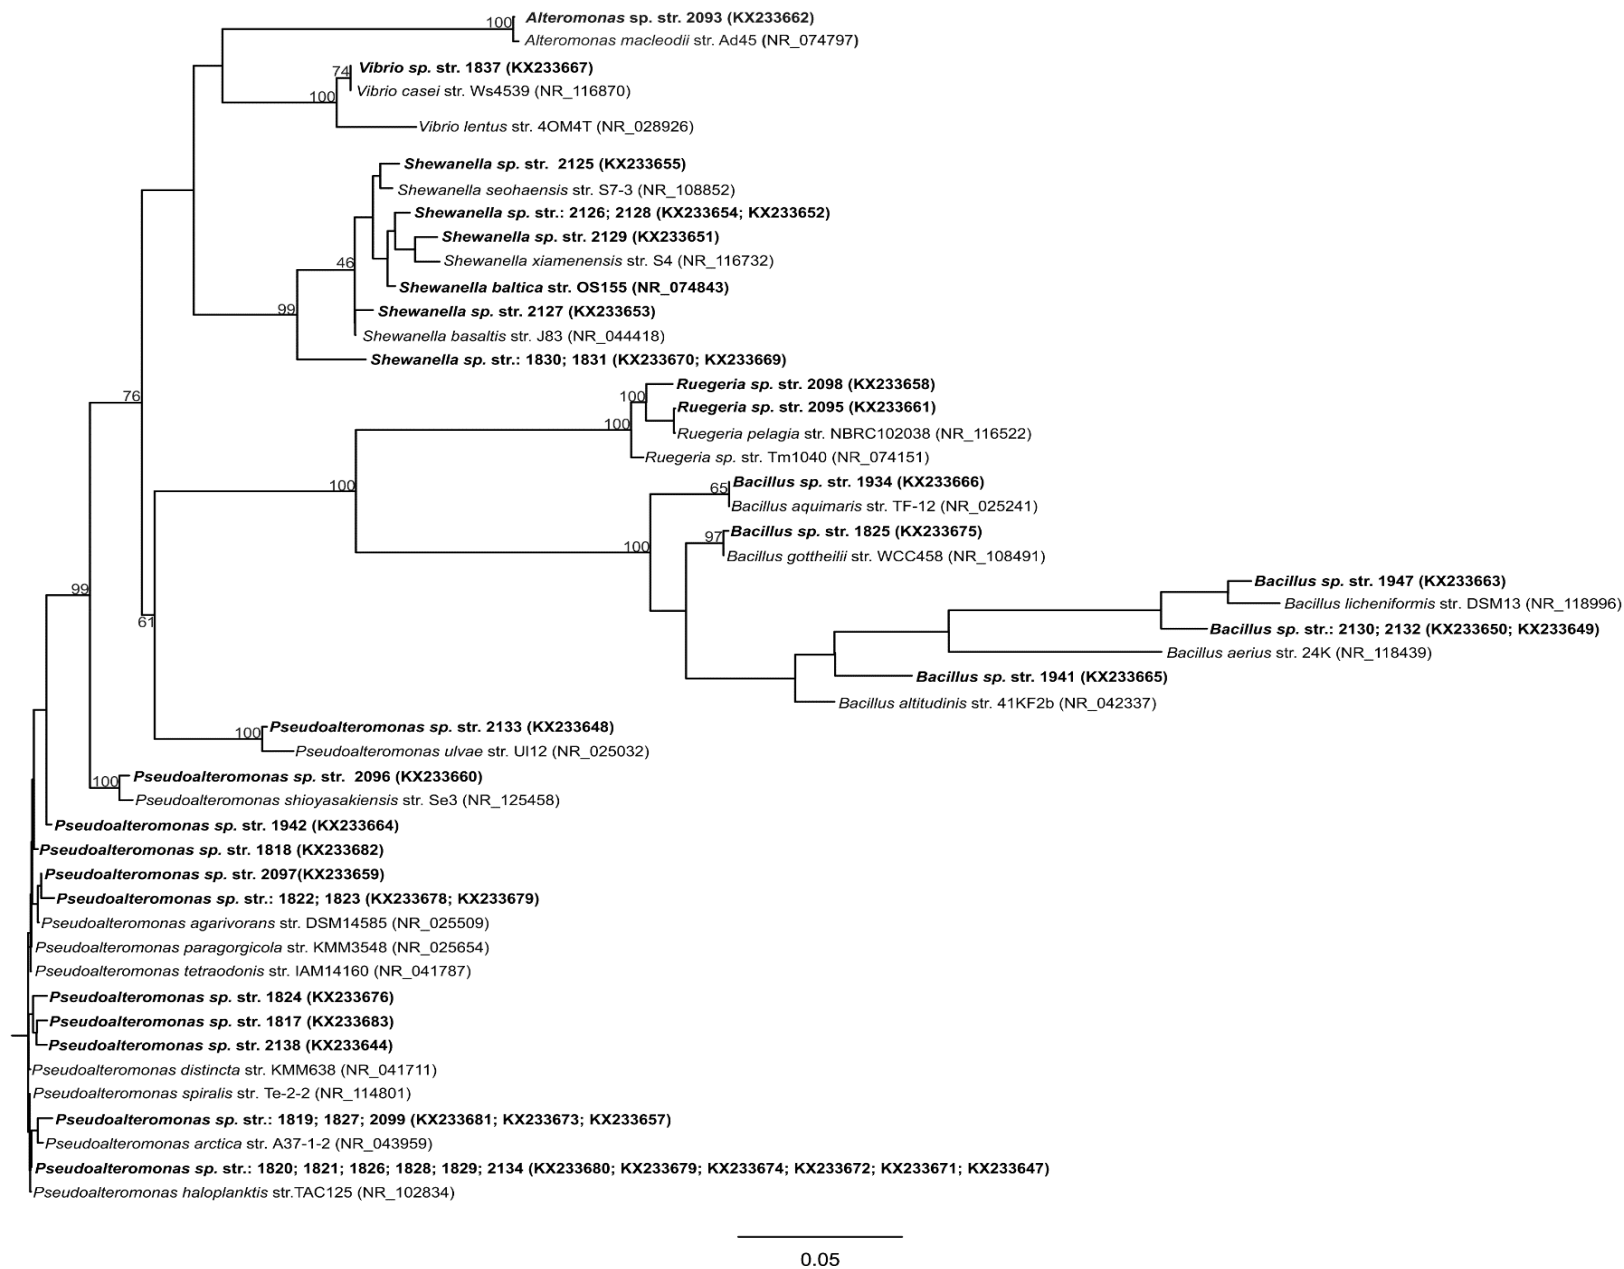 100
Alteromonas sp. str. 2093 (KX233662)
Alteromonas macleodii str. Ad45 (NR_074797)
74
Vibrio sp. str. 1837 (KX233667)
Vibrio casei str. Ws4539 (NR_116870)
100
Vibrio lentus str. 4OM4T (NR_028926)
Shewanella sp. str. 2125 (KX233655)
Shewanella seohaensis str. S7-3 (NR_108852)
Shewanella sp. str.: 2126; 2128 (KX233654; KX233652)
Shewanella sp. str. 2129 (KX233651)
Shewanella xiamenensis str. S4 (NR_116732)
46
Shewanella baltica str. OS155 (NR_074843)
99
Shewanella sp. str. 2127 (KX233653)
Shewanella basaltis str. J83 (NR_044418)
Shewanella sp. str.: 1830; 1831 (KX233670; KX233669)
Ruegeria sp. str. 2098 (KX233658)
76
100
Ruegeria sp. str. 2095 (KX233661)
100
Ruegeria pelagia str. NBRC102038 (NR_116522)
Ruegeria sp. str. Tm1040 (NR_074151)
100
65
Bacillus sp. str. 1934 (KX233666)
Bacillus aquimaris str. TF-12 (NR_025241)
97
Bacillus sp. str. 1825 (KX233675)
100
Bacillus gottheilii str. WCC458 (NR_108491)
99
Bacillus sp. str. 1947 (KX233663)
Bacillus licheniformis str. DSM13 (NR_118996)
61
Bacillus sp. str.: 2130; 2132 (KX233650; KX233649)
Bacillus aerius str. 24K (NR_118439)
Bacillus sp. str. 1941 (KX233665)
Bacillus altitudinis str. 41KF2b (NR_042337)
100
Pseudoalteromonas sp. str. 2133 (KX233648)
Pseudoalteromonas ulvae str. Ul12 (NR_025032)
100
Pseudoalteromonas sp. str. 2096 (KX233660)
Pseudoalteromonas shioyasakiensis str. Se3 (NR_125458)
Pseudoalteromonas sp. str. 1942 (KX233664)
Pseudoalteromonas sp. str. 1818 (KX233682)
Pseudoalteromonas sp. str. 2097(KX233659)
Pseudoalteromonas sp. str.: 1822; 1823 (KX233678; KX233679)
Pseudoalteromonas agarivorans str. DSM14585 (NR_025509)
Pseudoalteromonas paragorgicola str. KMM3548 (NR_025654)
Pseudoalteromonas tetraodonis str. IAM14160 (NR_041787)
Pseudoalteromonas sp. str. 1824 (KX233676)
Pseudoalteromonas sp. str. 1817 (KX233683)
Pseudoalteromonas sp. str. 2138 (KX233644)
Pseudoalteromonas distincta str. KMM638 (NR_041711)
Pseudoalteromonas spiralis str. Te-2-2 (NR_114801)
Pseudoalteromonas sp. str.: 1819; 1827; 2099 (KX233681; KX233673; KX233657)
Pseudoalteromonas arctica str. A37-1-2 (NR_043959)
Pseudoalteromonas sp. str.: 1820; 1821; 1826; 1828; 1829; 2134 (KX233680; KX233679; KX233674; KX233672; KX233671; KX233647)
Pseudoalteromonas haloplanktis str.TAC125 (NR_102834)
0.05